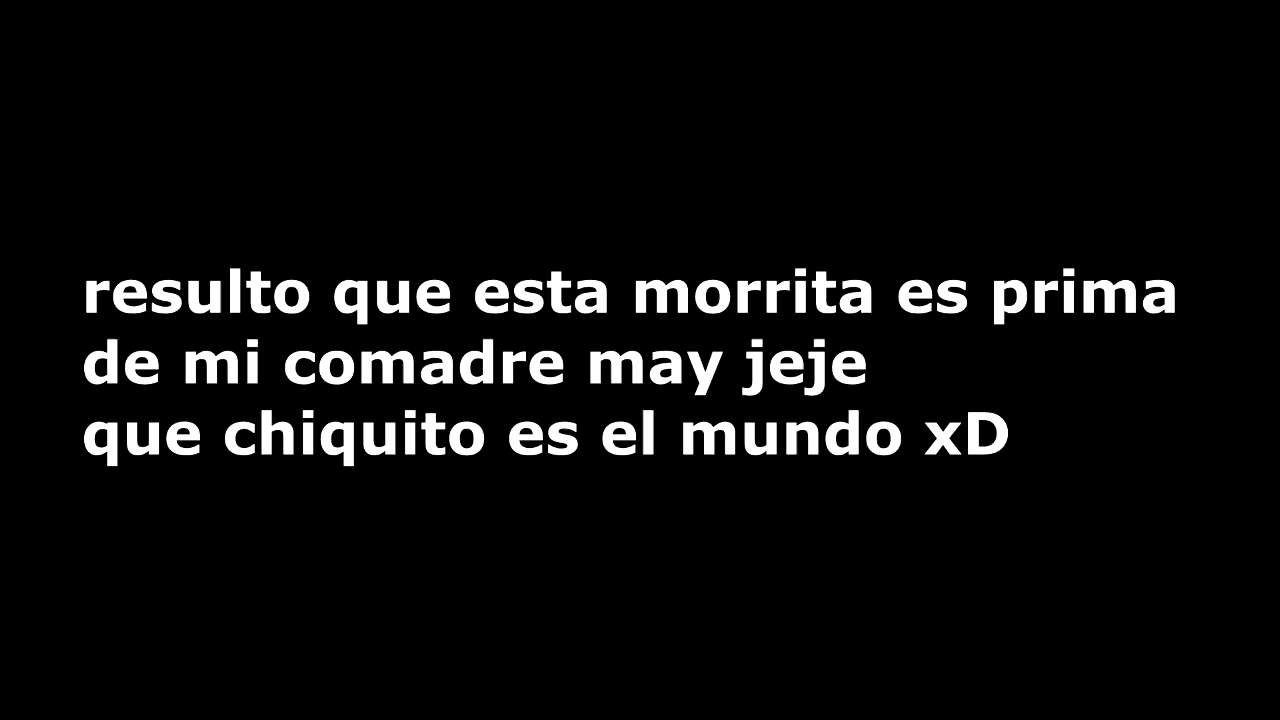 resulto que esta morrita es prima
de mi comadre may jeje
que chiquito es el mundo xD